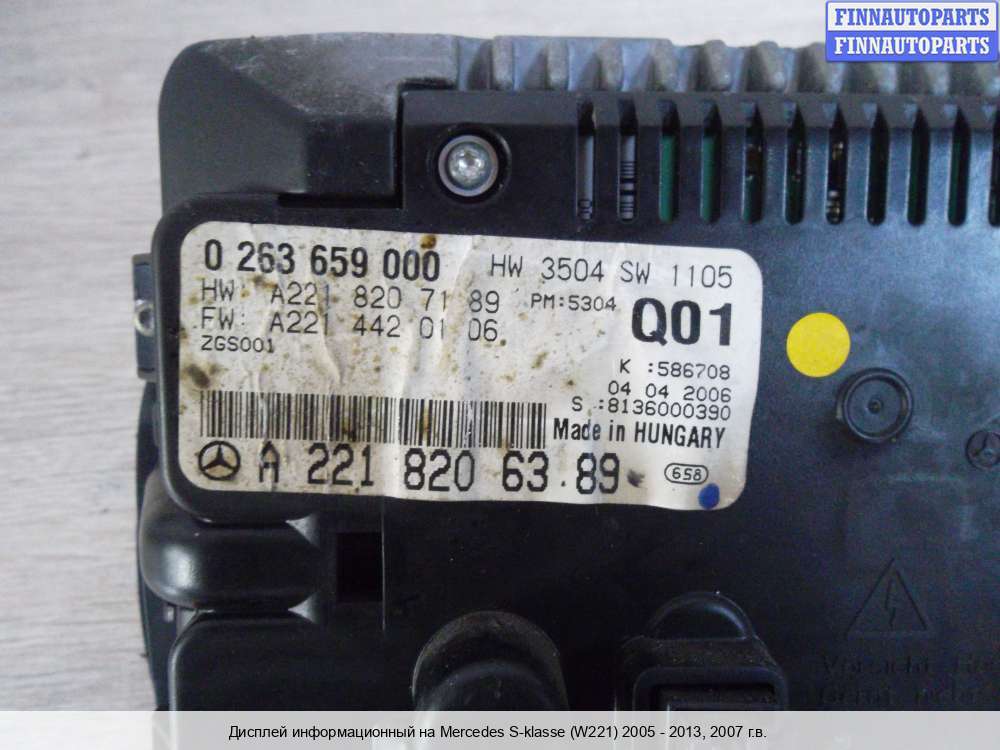 FINNAUTOPARTS
FINNAUTOPARTS
0 263 659 000 HW 3504 SW 1105
HW: A221 820 71 89 PM:5304 Q01
FW: A221 442 01 06
ZGS001
K :586708
04 04 2006
S :8136000390
Made in HUNGARY
A 221 820 63 89 658
Vorsicht
Дисплей информационный на Mercedes S-klasse (W221) 2005 - 2013, 2007 г.в.